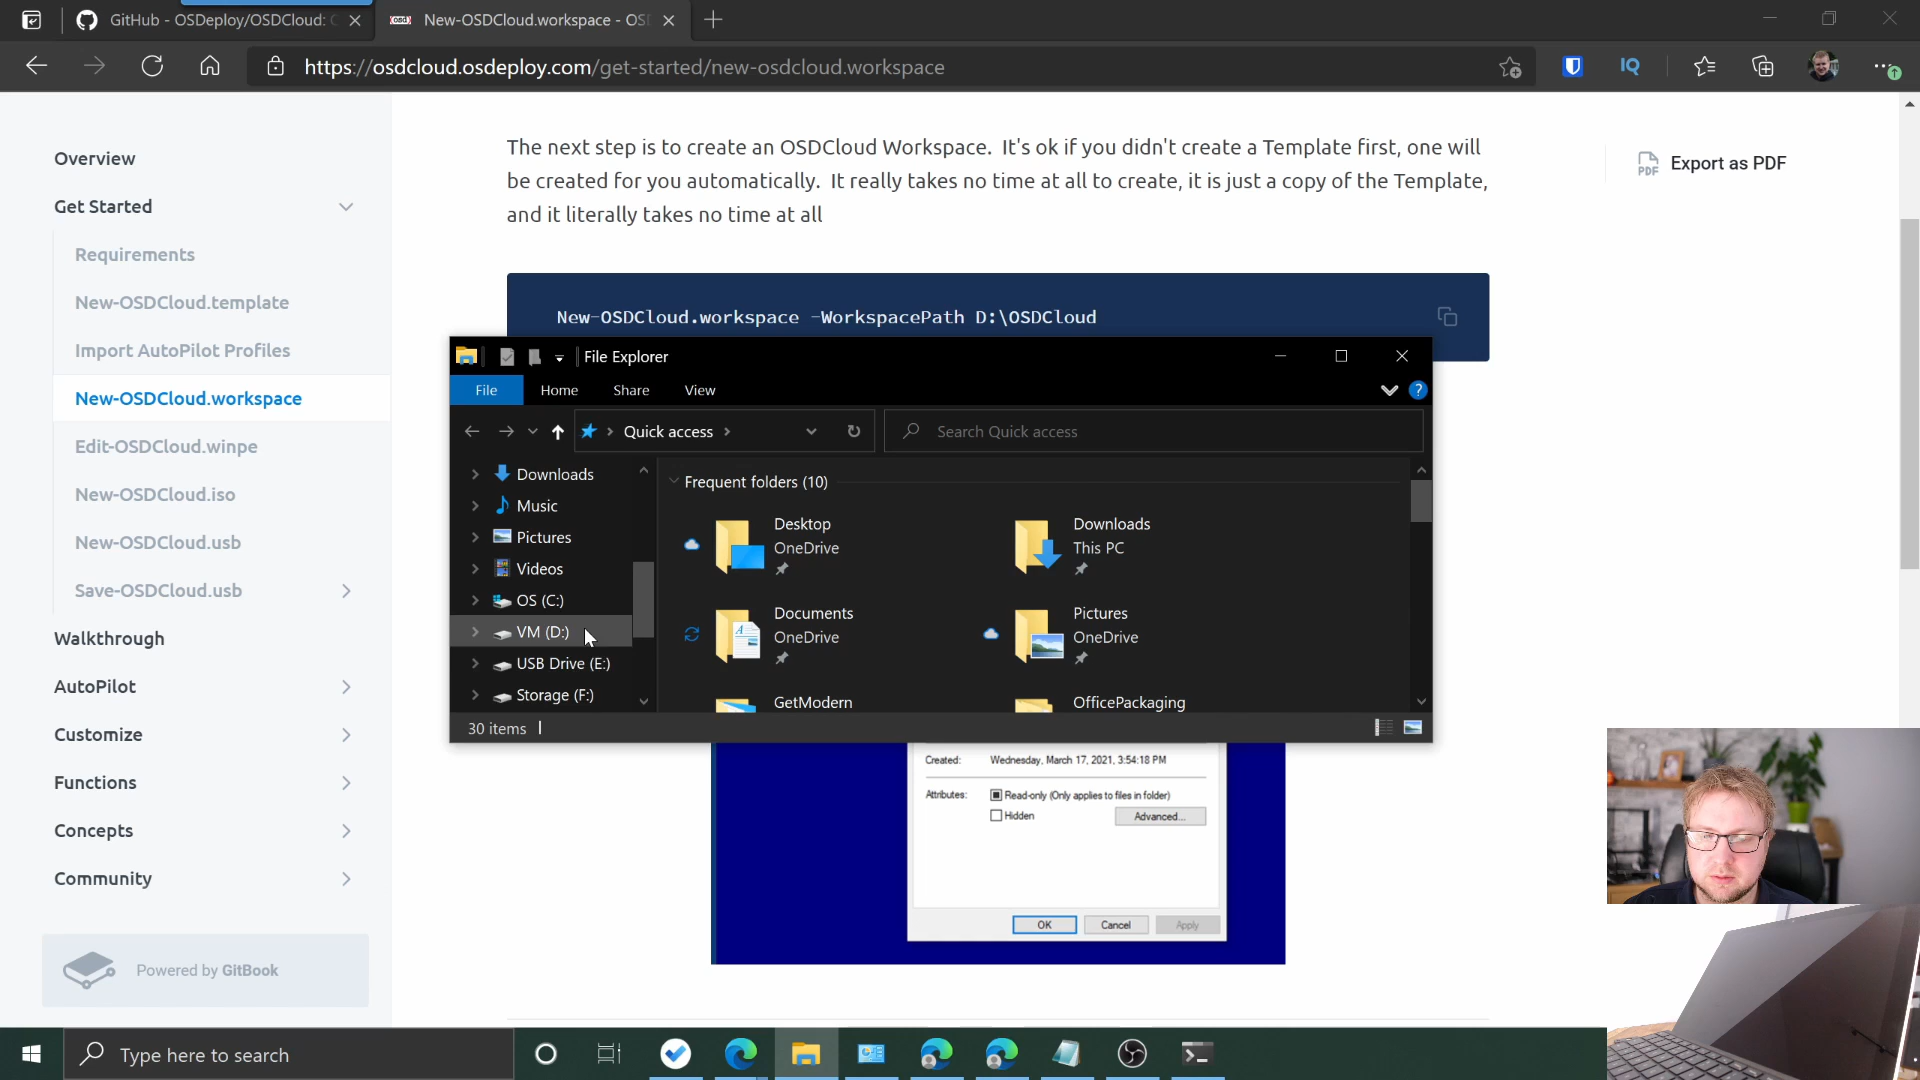 GitHub - OSDeploy/OSDCloud:
New-OSDCloud.workspace - OS
https://osdcloud.osdeploy.com/get-started/new-osdcloud.workspace
IQ
Overview
Get Started
Requirements
New-OSDCloud.template
Import AutoPilot Profiles
New-OSDCloud.workspace
Edit-OSDCloud.winpe
New-OSDCloud.iso
New-OSDCloud.usb
Save-OSDCloud.usb
Walkthrough
AutoPilot
Customize
Functions
Concepts
Community
Powered by GitBook
The next step is to create an OSDCloud Workspace. It's ok if you didn't create a Template first, one will
be created for you automatically. It really takes no time at all to create, it is just a copy of the Template,
and it literally takes no time at all
PDF
Export as PDF
New-OSDCloud.workspace -WorkspacePath D:\OSDCloud
File Explorer
File
Home
Share
View
?
Quick access
Search Quick access
Downloads
Music
Pictures
Videos
OS (C:)
VM (D:)
USB Drive (E:)
Storage (F:)
Frequent folders (10)
Desktop
OneDrive
Downloads
This PC
Documents
OneDrive
Pictures
OneDrive
GetModern
OfficePackaging
30 items
Created: Wednesday, March 17, 2021, 3:54:18 PM
Attributes:
Read-only (Only applies to files in folder)
Hidden
Advanced...
OK
Cancel
Apply
Type here to search